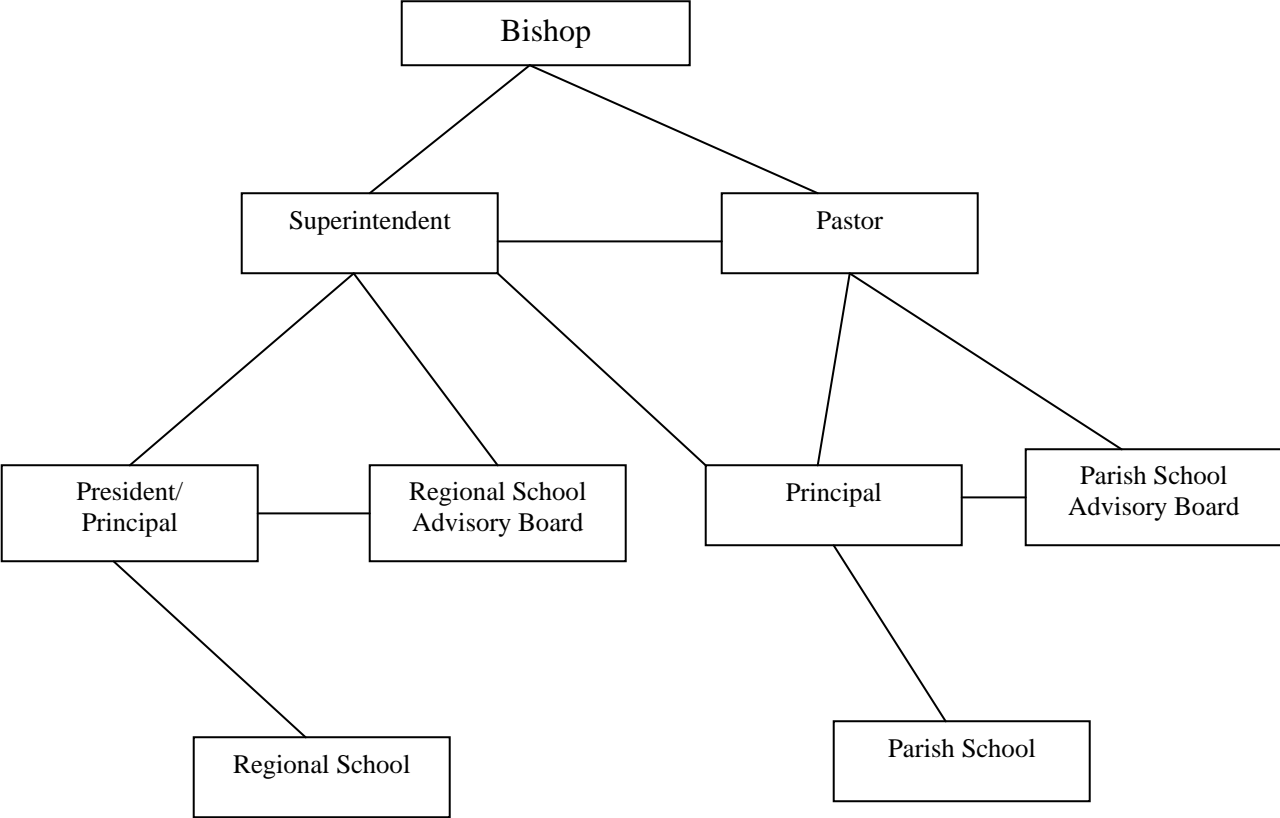 Bishop
Superintendent
Pastor
President/
Principal
Regional School
Advisory Board
Principal
Parish School
Advisory Board
Regional School
Parish School